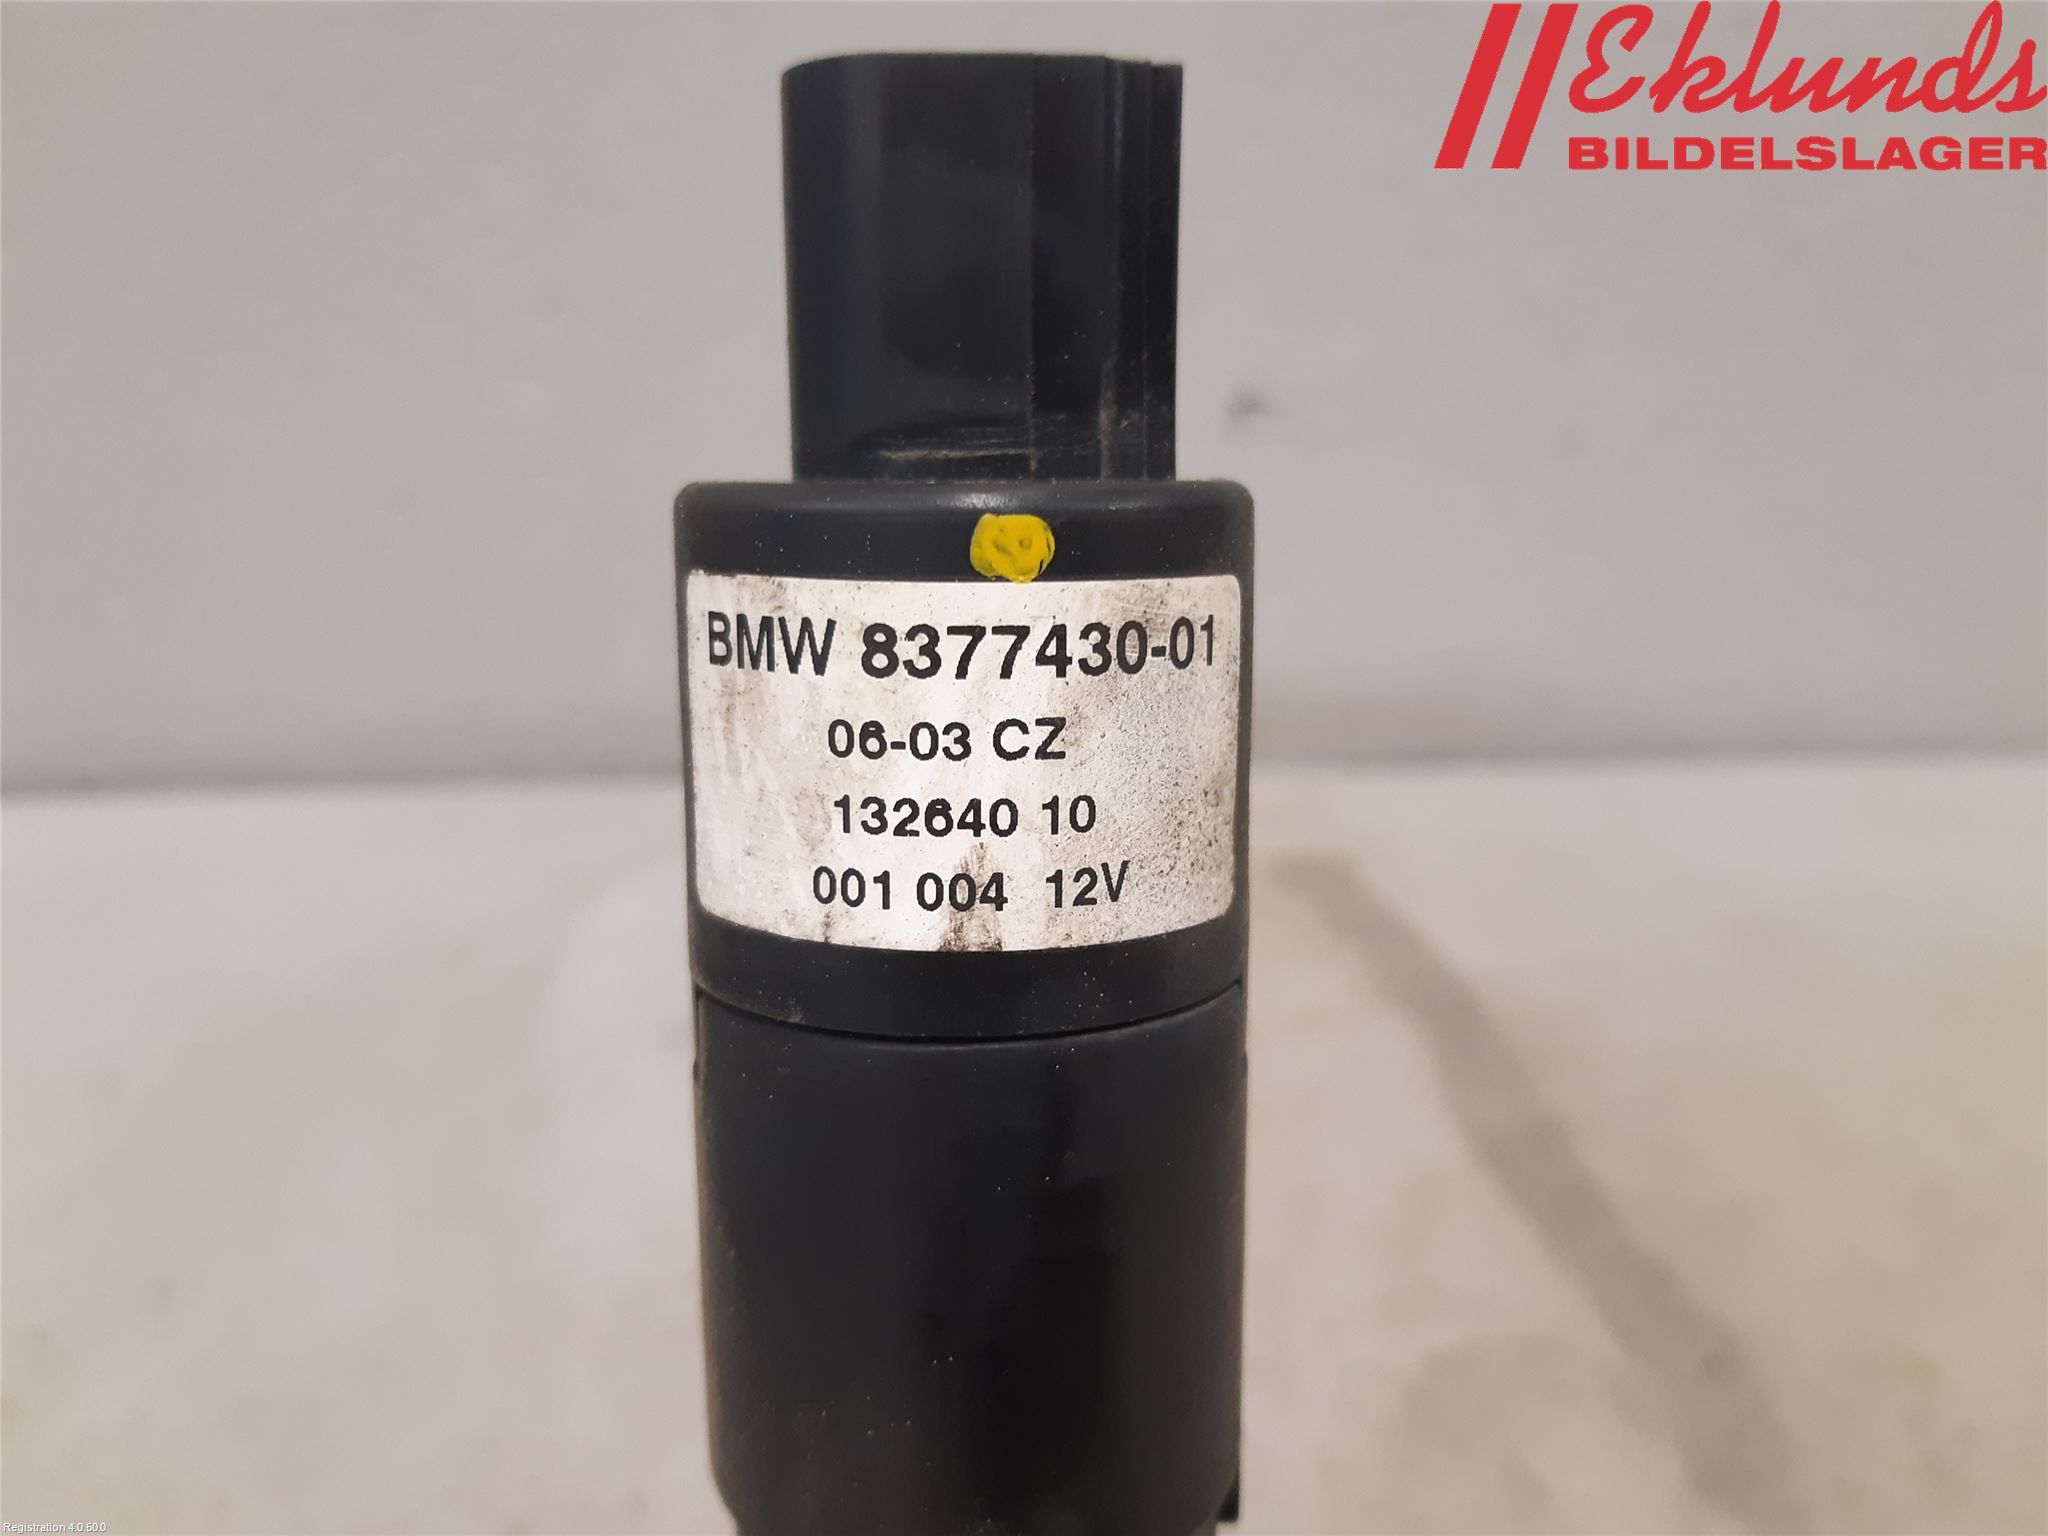 Eklunds
BILDELSLAGER
BMW 8377430-01
06-03 CZ
132640 10
001 004 12V
Registration 4.0.50.0